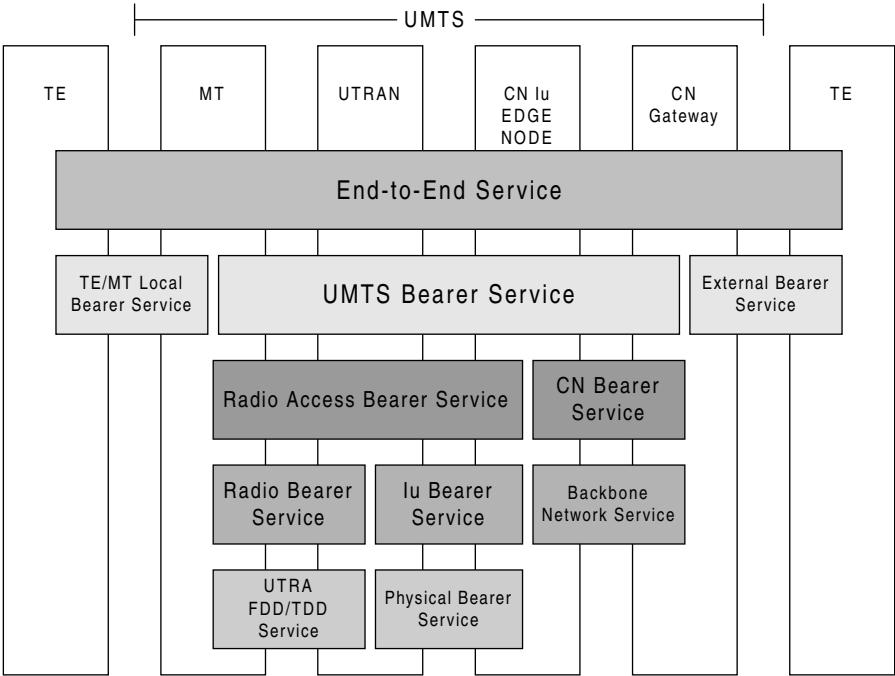 UMTS
TE
MT
UTRAN
CN Iu
EDGE
NODE
CN
Gateway
TE
End-to-End Service
TE/MT Local
Bearer Service
UMTS Bearer Service
External Bearer
Service
Radio Access Bearer Service
CN Bearer
Service
Radio Bearer
Service
Iu Bearer
Service
Backbone
Network Service
UTRA
FDD/TDD
Service
Physical Bearer
Service